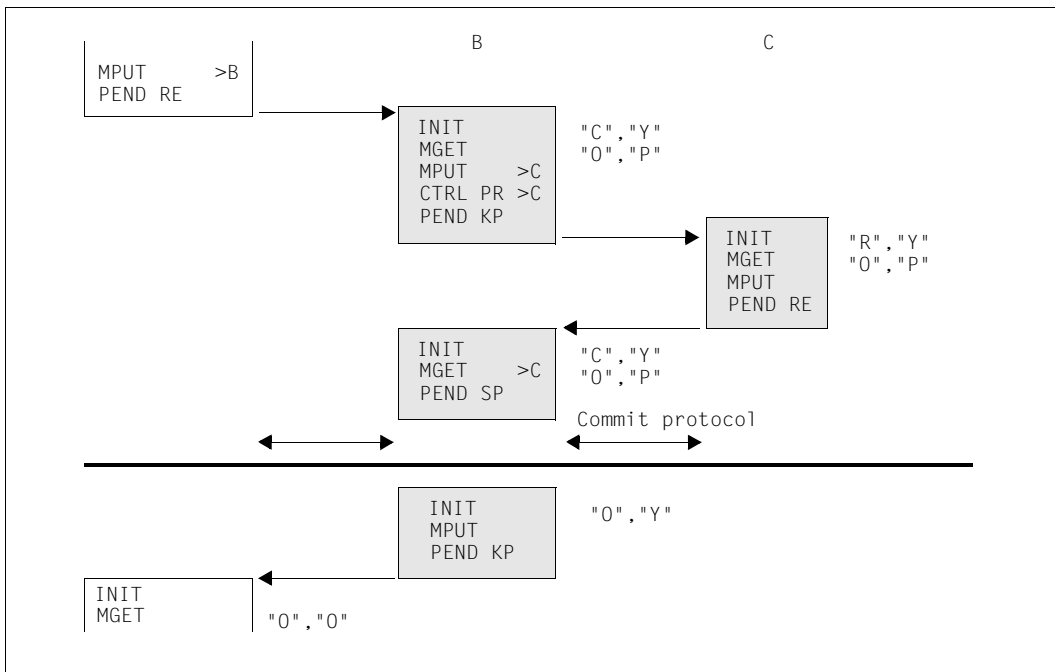 B
C
MPUT >B
PEND RE
INIT
MGET
MPUT >C
CTRL PR >C
PEND KP
"C","Y"
"O","P"
INIT
MGET
MPUT
PEND RE
"R","Y"
"O","P"
INIT
MGET >C
PEND SP
"C","Y"
"O","P"
Commit protocol
INIT
MPUT
PEND KP
"O","Y"
INIT
MGET
"O","O"